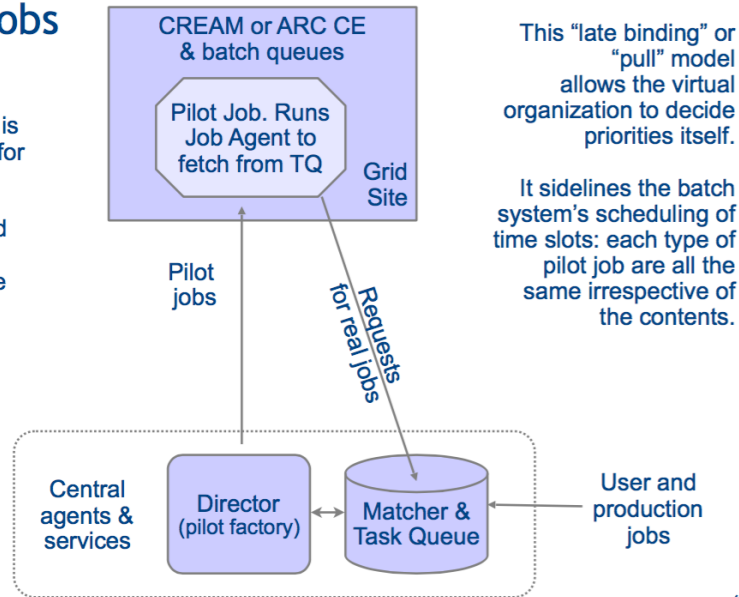 obs
is
for
d
e
CREAM or ARC CE
& batch queues
Pilot Job. Runs
Job Agent to
fetch from TQ
Grid
Site
This “late binding” or
“pull” model
allows the virtual
organization to decide
priorities itself.
It sidelines the batch
system’s scheduling of
time slots: each type of
pilot job are all the
same irrespective of
the contents.
Pilot
jobs
Requests
for real jobs
Central
agents &
services
Director
(pilot factory)
Matcher &
Task Queue
User and
production
jobs